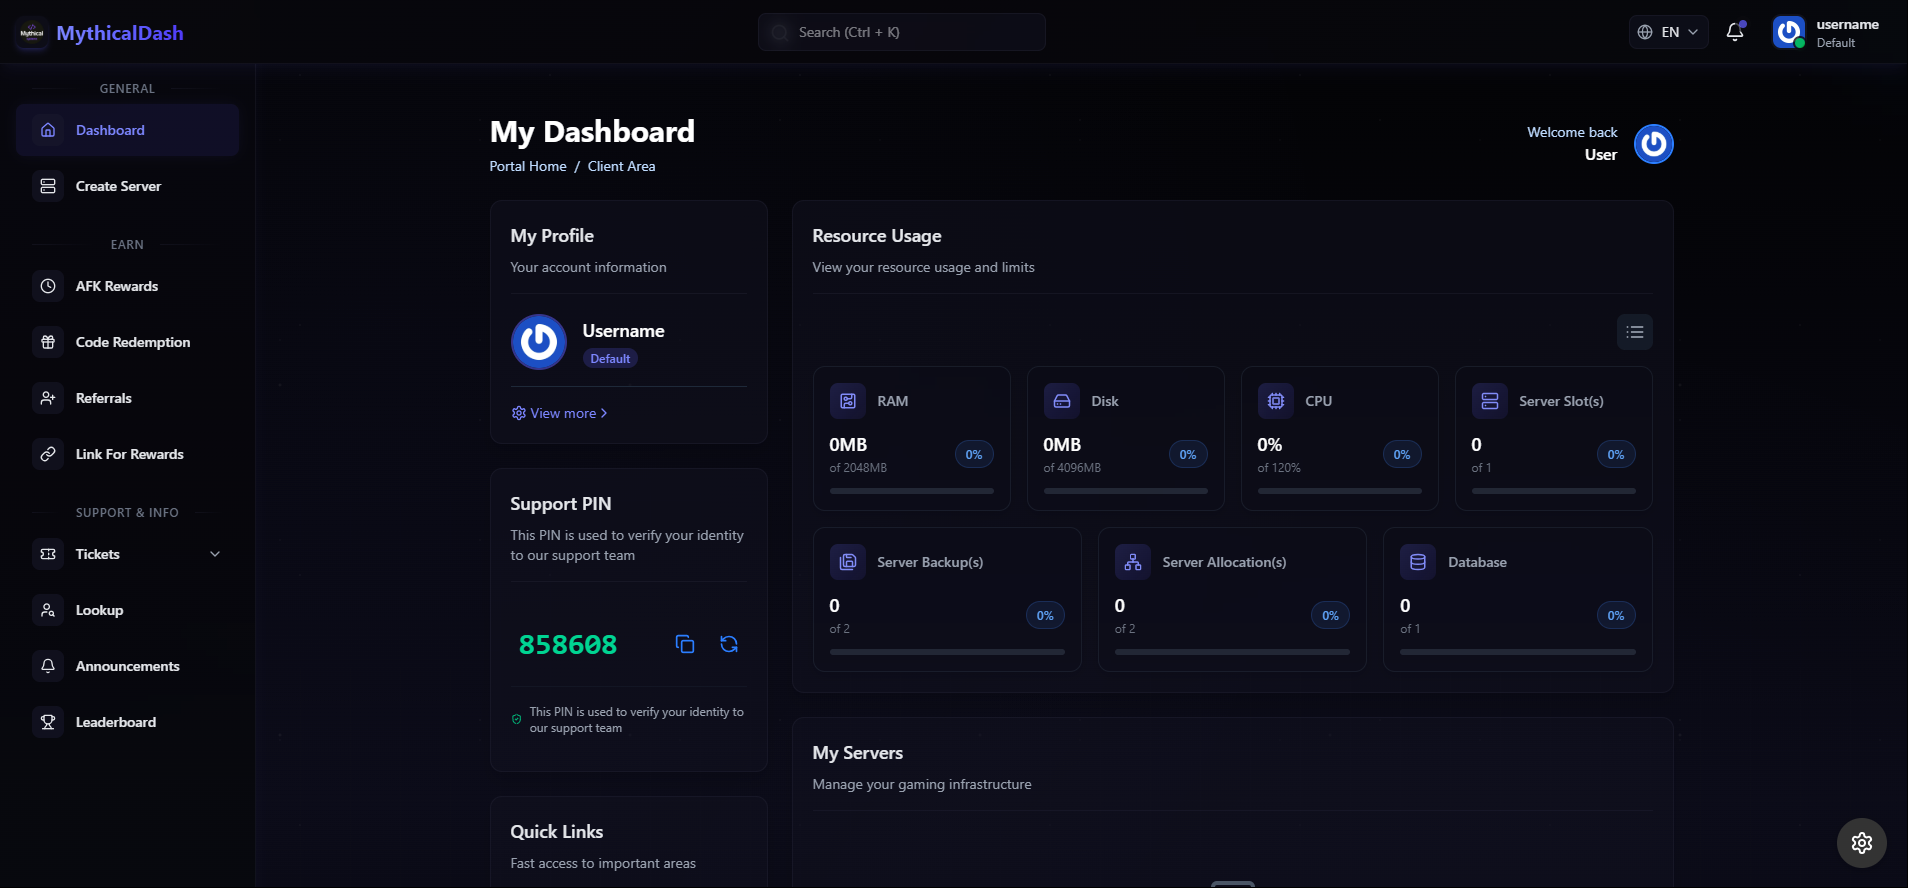 Mythical
MythicalDash
Search (Ctrl + K)
EN
username
Default
GENERAL
Dashboard
Create Server
EARN
AFK Rewards
Code Redemption
Referrals
Link For Rewards
SUPPORT & INFO
Tickets
Lookup
Announcements
Leaderboard
My Dashboard
Portal Home / Client Area
Welcome back
User
My Profile
Your account information
Username
Default
View more
Support PIN
This PIN is used to verify your identity
to our support team
858608
This PIN is used to verify your identity to
our support team
Quick Links
Fast access to important areas
Resource Usage
View your resource usage and limits
RAM
0MB
of 2048MB
0%
Disk
0MB
of 4096MB
0%
CPU
0%
of 120%
0%
Server Slot(s)
0
of 1
0%
Server Backup(s)
0
of 2
0%
Server Allocation(s)
0
of 2
0%
Database
0
of 1
0%
My Servers
Manage your gaming infrastructure